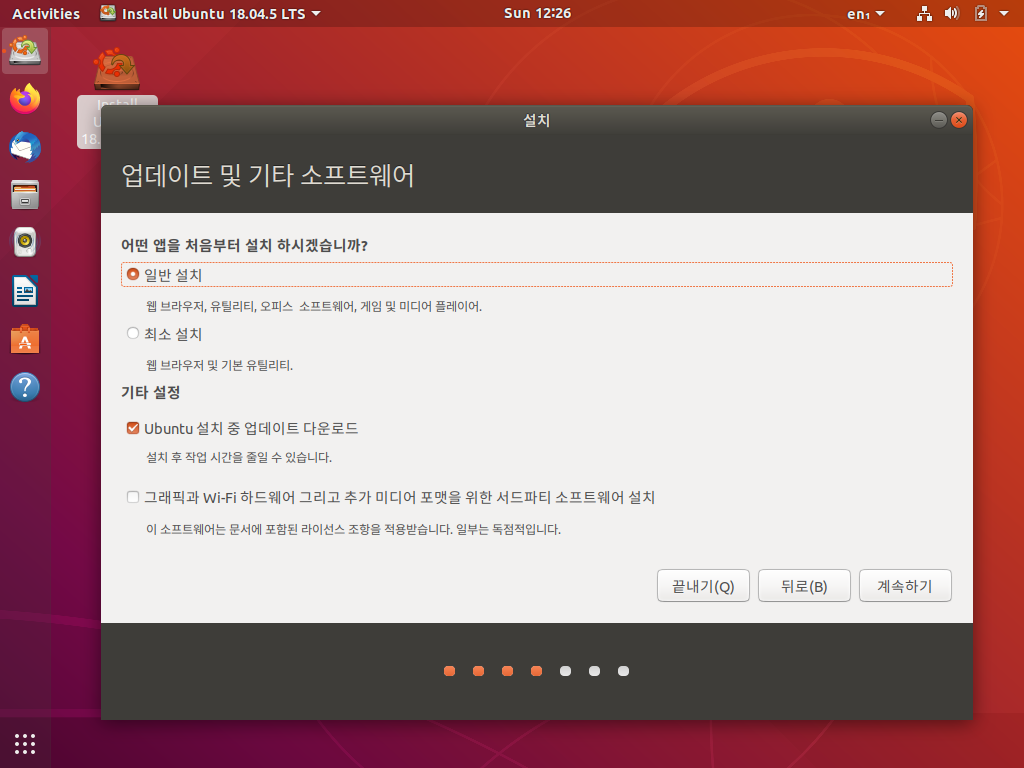 Activities Install Ubuntu 18.04.5 LTS Sun 12:26 en₁
Install
18.
설치
업데이트 및 기타 소프트웨어
어떤 앱을 처음부터 설치 하시겠습니까?
일반 설치
웹 브라우저, 유틸리티, 오피스 소프트웨어, 게임 및 미디어 플레이어.
최소 설치
웹 브라우저 및 기본 유틸리티.
기타 설정
Ubuntu 설치 중 업데이트 다운로드
설치 후 작업 시간을 줄일 수 있습니다.
그래픽과 Wi-Fi 하드웨어 그리고 추가 미디어 포맷을 위한 서드파티 소프트웨어 설치
이 소프트웨어는 문서에 포함된 라이선스 조항을 적용받습니다. 일부는 독점적입니다.
끝내기(Q) 뒤로(B) 계속하기